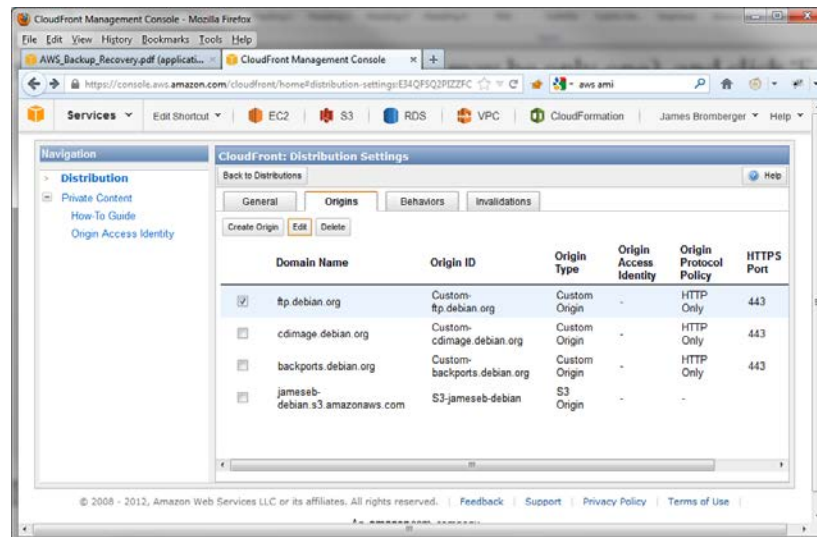 CloudFront Management Console - Mozilla Firefox
File Edit View History Bookmarks Tools Help
AWS_Backup_Recovery.pdf (applicati... × CloudFront Management Console × +
https://console.aws.amazon.com/cloudfront/home#distribution-settings:E34QFSQ2PIZZFC aws ami
Services Edit Shortcut EC2 S3 RDS VPC CloudFormation James Bromberger Help
Navigation
Distribution
Private Content
How-To Guide
Origin Access Identity
CloudFront: Distribution Settings
Back to Distributions Help
General Origins Behaviors Invalidations
Create Origin Edit Delete
Domain Name Origin ID Origin Type Origin Access Identity Origin Protocol Policy HTTPS Port
ftp.debian.org Custom-ftp.debian.org Custom Origin - HTTP Only 443
cdimage.debian.org Custom-cdimage.debian.org Custom Origin - HTTP Only 443
backports.debian.org Custom-backports.debian.org Custom Origin - HTTP Only 443
jameseb-debian.s3.amazonaws.com S3-jameseb-debian S3 Origin - -
© 2008 - 2012, Amazon Web Services LLC or its affiliates. All rights reserved. | Feedback | Support | Privacy Policy | Terms of Use |